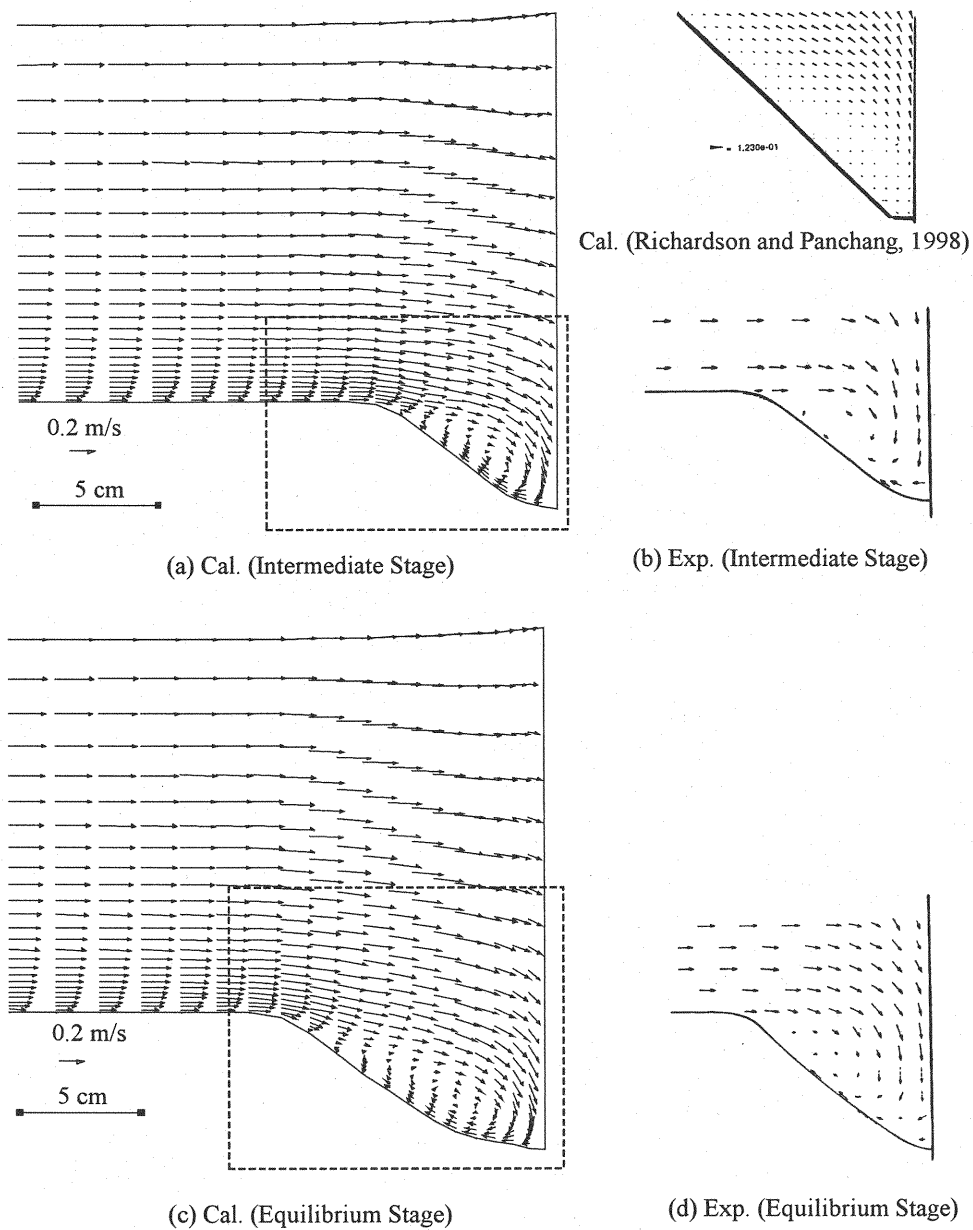 = 1.230e-01
Cal. (Richardson and Panchang, 1998)
0.2 m/s
5 cm
(a) Cal. (Intermediate Stage)
(b) Exp. (Intermediate Stage)
0.2 m/s
5 cm
(c) Cal. (Equilibrium Stage)
(d) Exp. (Equilibrium Stage)